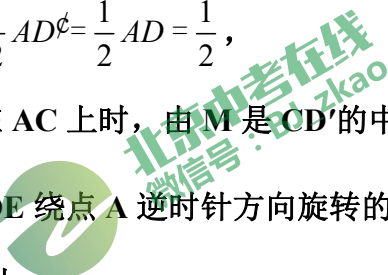 AD¢= 1/2 AD = 1/2，
AC 上时，由 M 是 CD′的中
DE 绕点 A 逆时针方向旋转的
北京中考在线
微信号：BJ_zkao